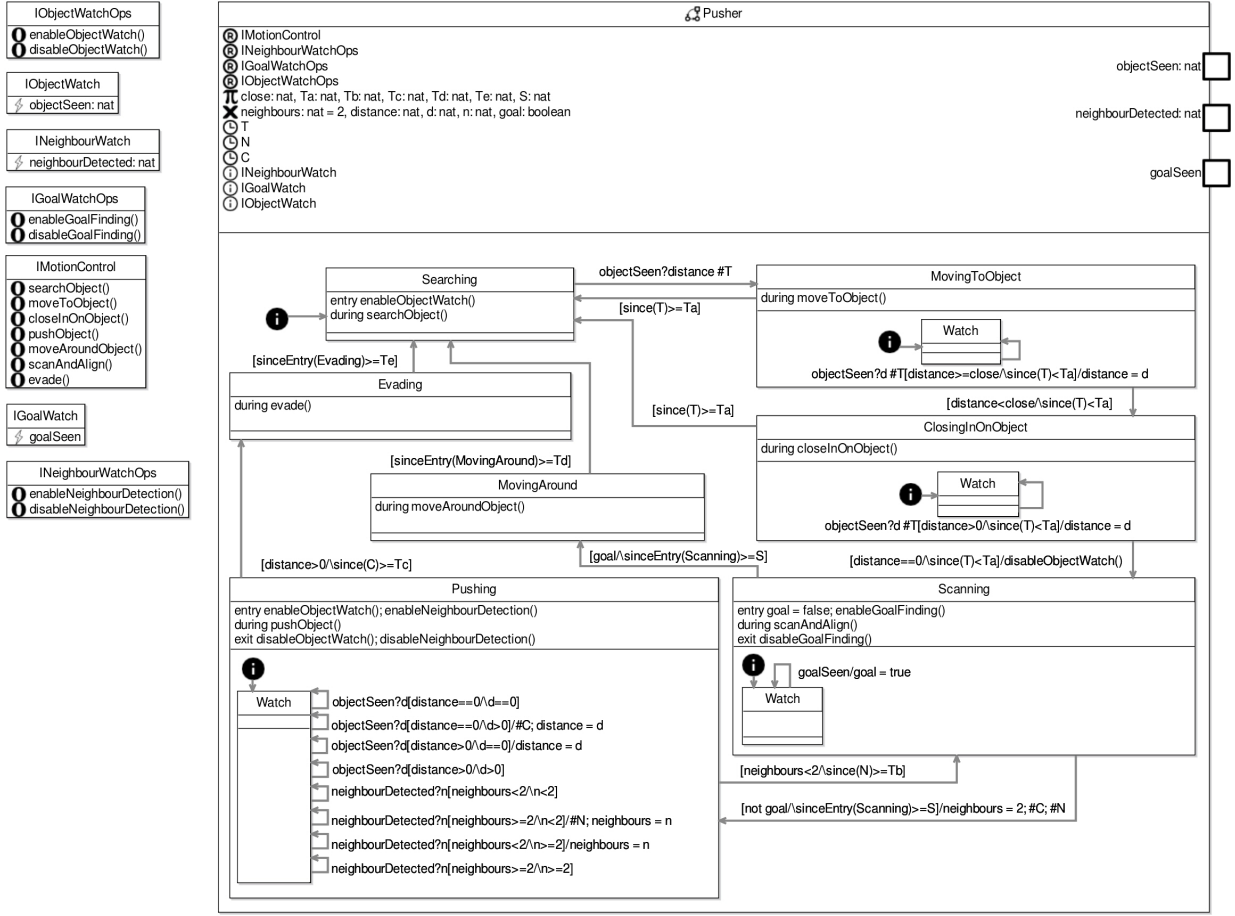 IObjectWatchOps
enableObjectWatch()
disableObjectWatch()
IObjectWatch
objectSeen: nat
INeighbourWatch
neighbourDetected: nat
IGoalWatchOps
enableGoalFinding()
disableGoalFinding()
IMotionControl
searchObject()
moveToObject()
closeInOnObject()
pushObject()
moveAroundObject()
scanAndAlign()
evade()
IGoalWatch
goalSeen
INeighbourWatchOps
enableNeighbourDetection()
disableNeighbourDetection()
Pusher
IMotionControl
INeighbourWatchOps
IGoalWatchOps
IObjectWatchOps
close: nat, Ta: nat, Tb: nat, Tc: nat, Td: nat, Te: nat, S: nat
neighbours: nat = 2, distance: nat, d: nat, n: nat, goal: boolean
T
N
C
INeighbourWatch
IGoalWatch
IObjectWatch
objectSeen: nat
neighbourDetected: nat
goalSeen
Searching
entry enableObjectWatch()
during searchObject()
objectSeen?distance #T
[since(T)>=Ta]
MovingToObject
during moveToObject()
Watch
objectSeen?d #T[distance>=close/\since(T)<Ta]/distance = d
[sinceEntry(Evading)>=Te]
Evading
during evade()
[since(T)>=Ta]
[distance<close/\since(T)<Ta]
ClosingInOnObject
during closeInOnObject()
Watch
objectSeen?d #T[distance>0/\since(T)<Ta]/distance = d
[sinceEntry(MovingAround)>=Td]
MovingAround
during moveAroundObject()
[goal/\sinceEntry(Scanning)>=S]
[distance==0/\since(T)<Ta]/disableObjectWatch()
[distance>0/\since(C)>=Tc]
Pushing
entry enableObjectWatch(); enableNeighbourDetection()
during pushObject()
exit disableObjectWatch(); disableNeighbourDetection()
Watch
objectSeen?d[distance==0/\d==0]
objectSeen?d[distance==0/\d>0]/#C; distance = d
objectSeen?d[distance>0/\d==0]/distance = d
objectSeen?d[distance>0/\d>0]
neighbourDetected?n[neighbours<2/\n<2]
neighbourDetected?n[neighbours>=2/\n<2]/#N; neighbours = n
neighbourDetected?n[neighbours<2/\n>=2]/neighbours = n
neighbourDetected?n[neighbours>=2/\n>=2]
Scanning
entry goal = false; enableGoalFinding()
during scanAndAlign()
exit disableGoalFinding()
goalSeen/goal = true
Watch
[neighbours<2/\since(N)>=Tb]
[not goal/\sinceEntry(Scanning)>=S]/neighbours = 2; #C; #N